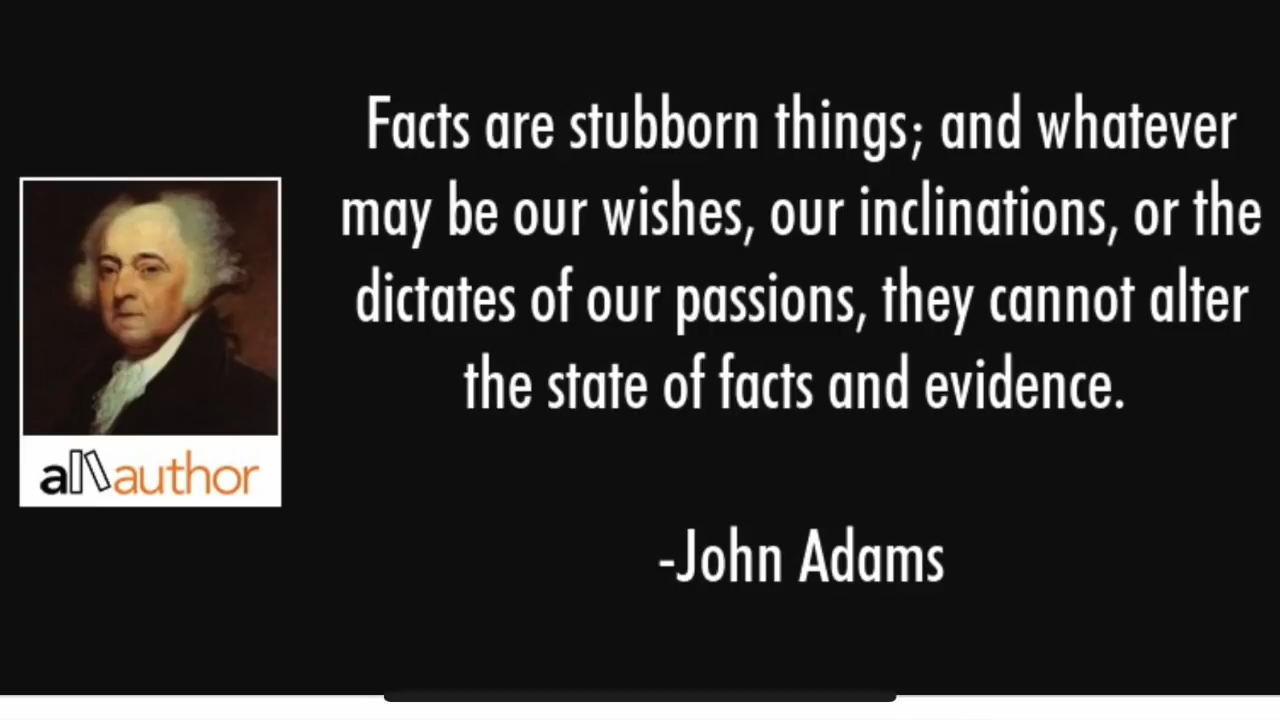 Facts are stubborn things; and whatever
may be our wishes, our inclinations, or the
dictates of our passions, they cannot alter
the state of facts and evidence.
-John Adams
allauthor